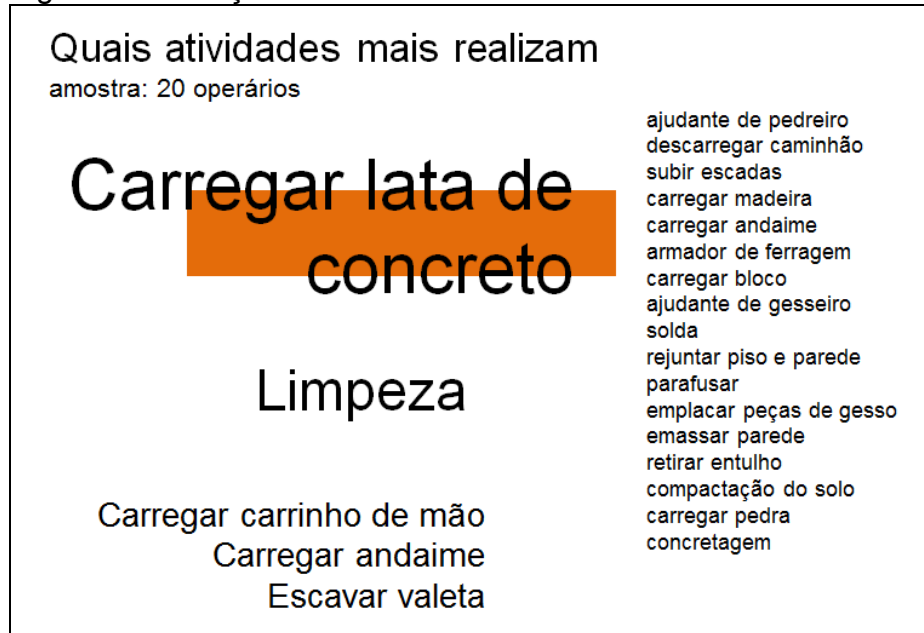 Quais atividades mais realizam
amostra: 20 operários
Carregar lata de
concreto
Limpeza
Carregar carrinho de mão
Carregar andaime
Escavar valeta
ajudante de pedreiro
descarregar caminhão
subir escadas
carregar madeira
carregar andaime
armador de ferragem
carregar bloco
ajudante de gesseiro
solda
rejuntar piso e parede
parafusar
emplacar peças de gesso
emassar parede
retirar entulho
compactação do solo
carregar pedra
concretagem